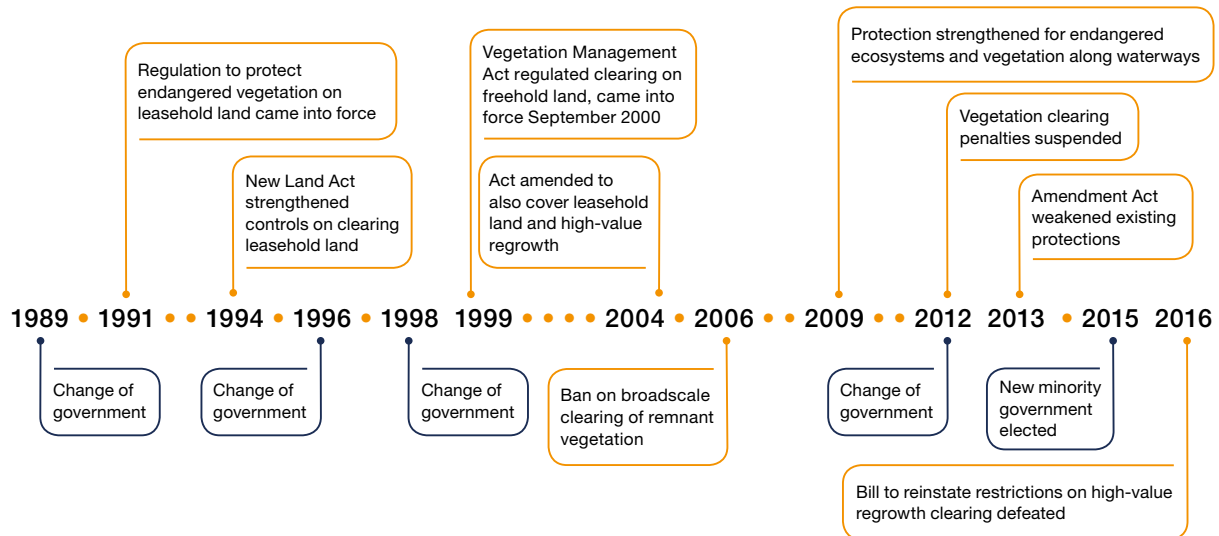 Regulation to protect
endangered vegetation on
leasehold land came into force
New Land Act
strengthened
controls on clearing
leasehold land
Vegetation Management
Act regulated clearing on
freehold land, came into
force September 2000
Act amended to
also cover leasehold
land and high-value
regrowth
Protection strengthened for endangered
ecosystems and vegetation along waterways
Vegetation clearing
penalties suspended
Amendment Act
weakened existing
protections
1989 1991 1994 1996 1998 1999 2004 2006 2009 2012 2013 2015 2016
Change of
government
Change of
government
Change of
government
Ban on broadscale
clearing of remnant
vegetation
Change of
government
New minority
government
elected
Bill to reinstate restrictions on high-value
regrowth clearing defeated